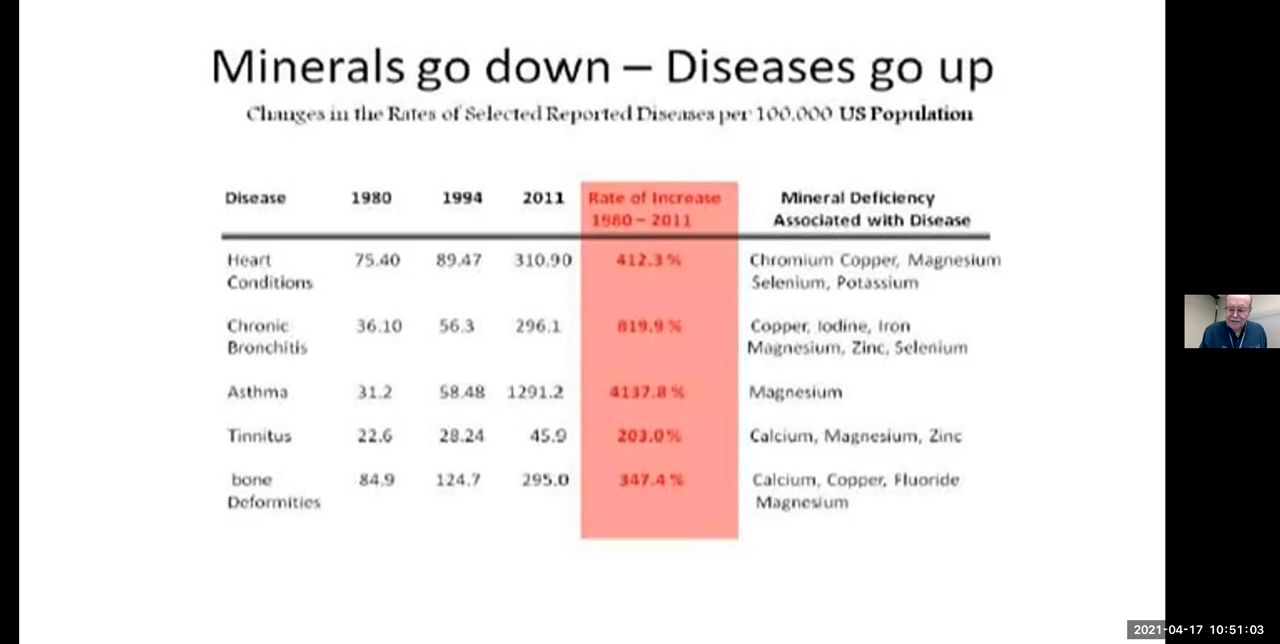 Minerals go down – Diseases go up
Changes in the Rates of Selected Reported Diseases per 100,000 US Population
Disease 1980 1994 2011 Rate of Increase 1980 – 2011 Mineral Deficiency Associated with Disease
Heart Conditions 75.40 89.47 310.90 412.3% Chromium Copper, Magnesium Selenium, Potassium
Chronic Bronchitis 36.10 56.3 296.1 819.9% Copper, Iodine, Iron Magnesium, Zinc, Selenium
Asthma 31.2 58.48 1291.2 4137.8% Magnesium
Tinnitus 22.6 28.24 45.9 203.0% Calcium, Magnesium, Zinc
bone Deformities 84.9 124.7 295.0 347.4% Calcium, Copper, Fluoride Magnesium
2021-04-17 10:51:03